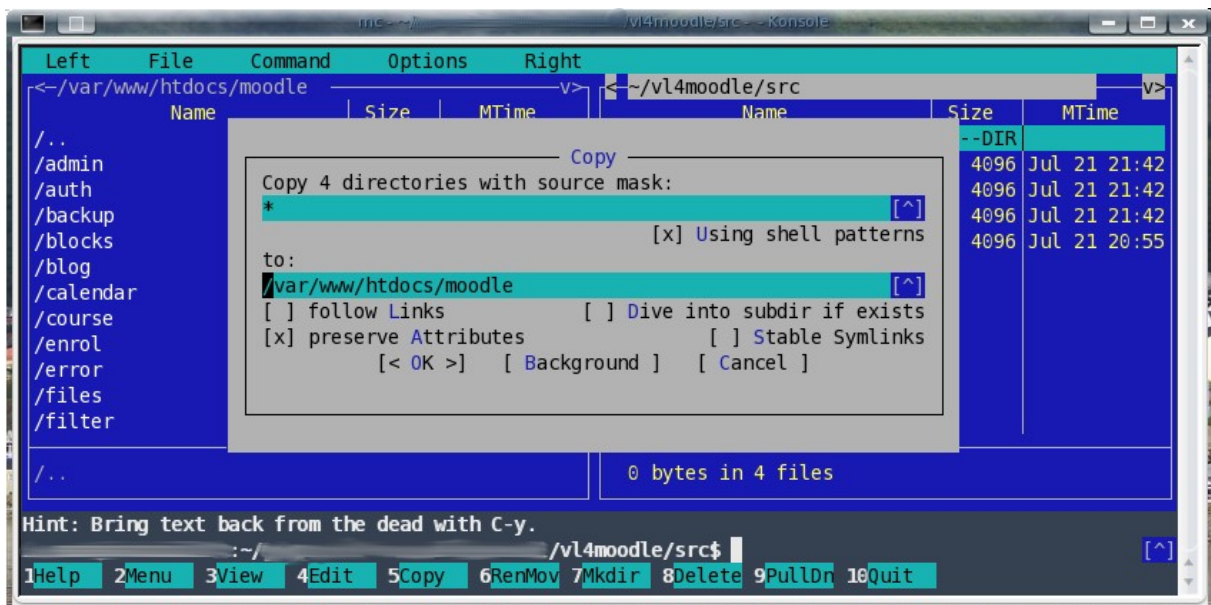 mc - ~/ /vl4moodle/src - - Konsole
Left File Command Options Right
<-/var/www/htdocs/moodle v> <-~/vl4moodle/src v>
Name Size MTime Name Size MTime
/.. --DIR
/admin 4096 Jul 21 21:42
/auth 4096 Jul 21 21:42
/backup 4096 Jul 21 21:42
/blocks 4096 Jul 21 20:55
/blog
/calendar
/course
/enrol
/error
/files
/filter
Copy
Copy 4 directories with source mask:
* [^]
[x] Using shell patterns
to:
/var/www/htdocs/moodle [^]
[ ] follow Links [ ] Dive into subdir if exists
[x] preserve Attributes [ ] Stable Symlinks
[< OK >] [ Background ] [ Cancel ]
/.. 0 bytes in 4 files
Hint: Bring text back from the dead with C-y.
:~/ /vl4moodle/src$ [^]
1Help 2Menu 3View 4Edit 5Copy 6RenMov 7Mkdir 8Delete 9PullDn 10Quit